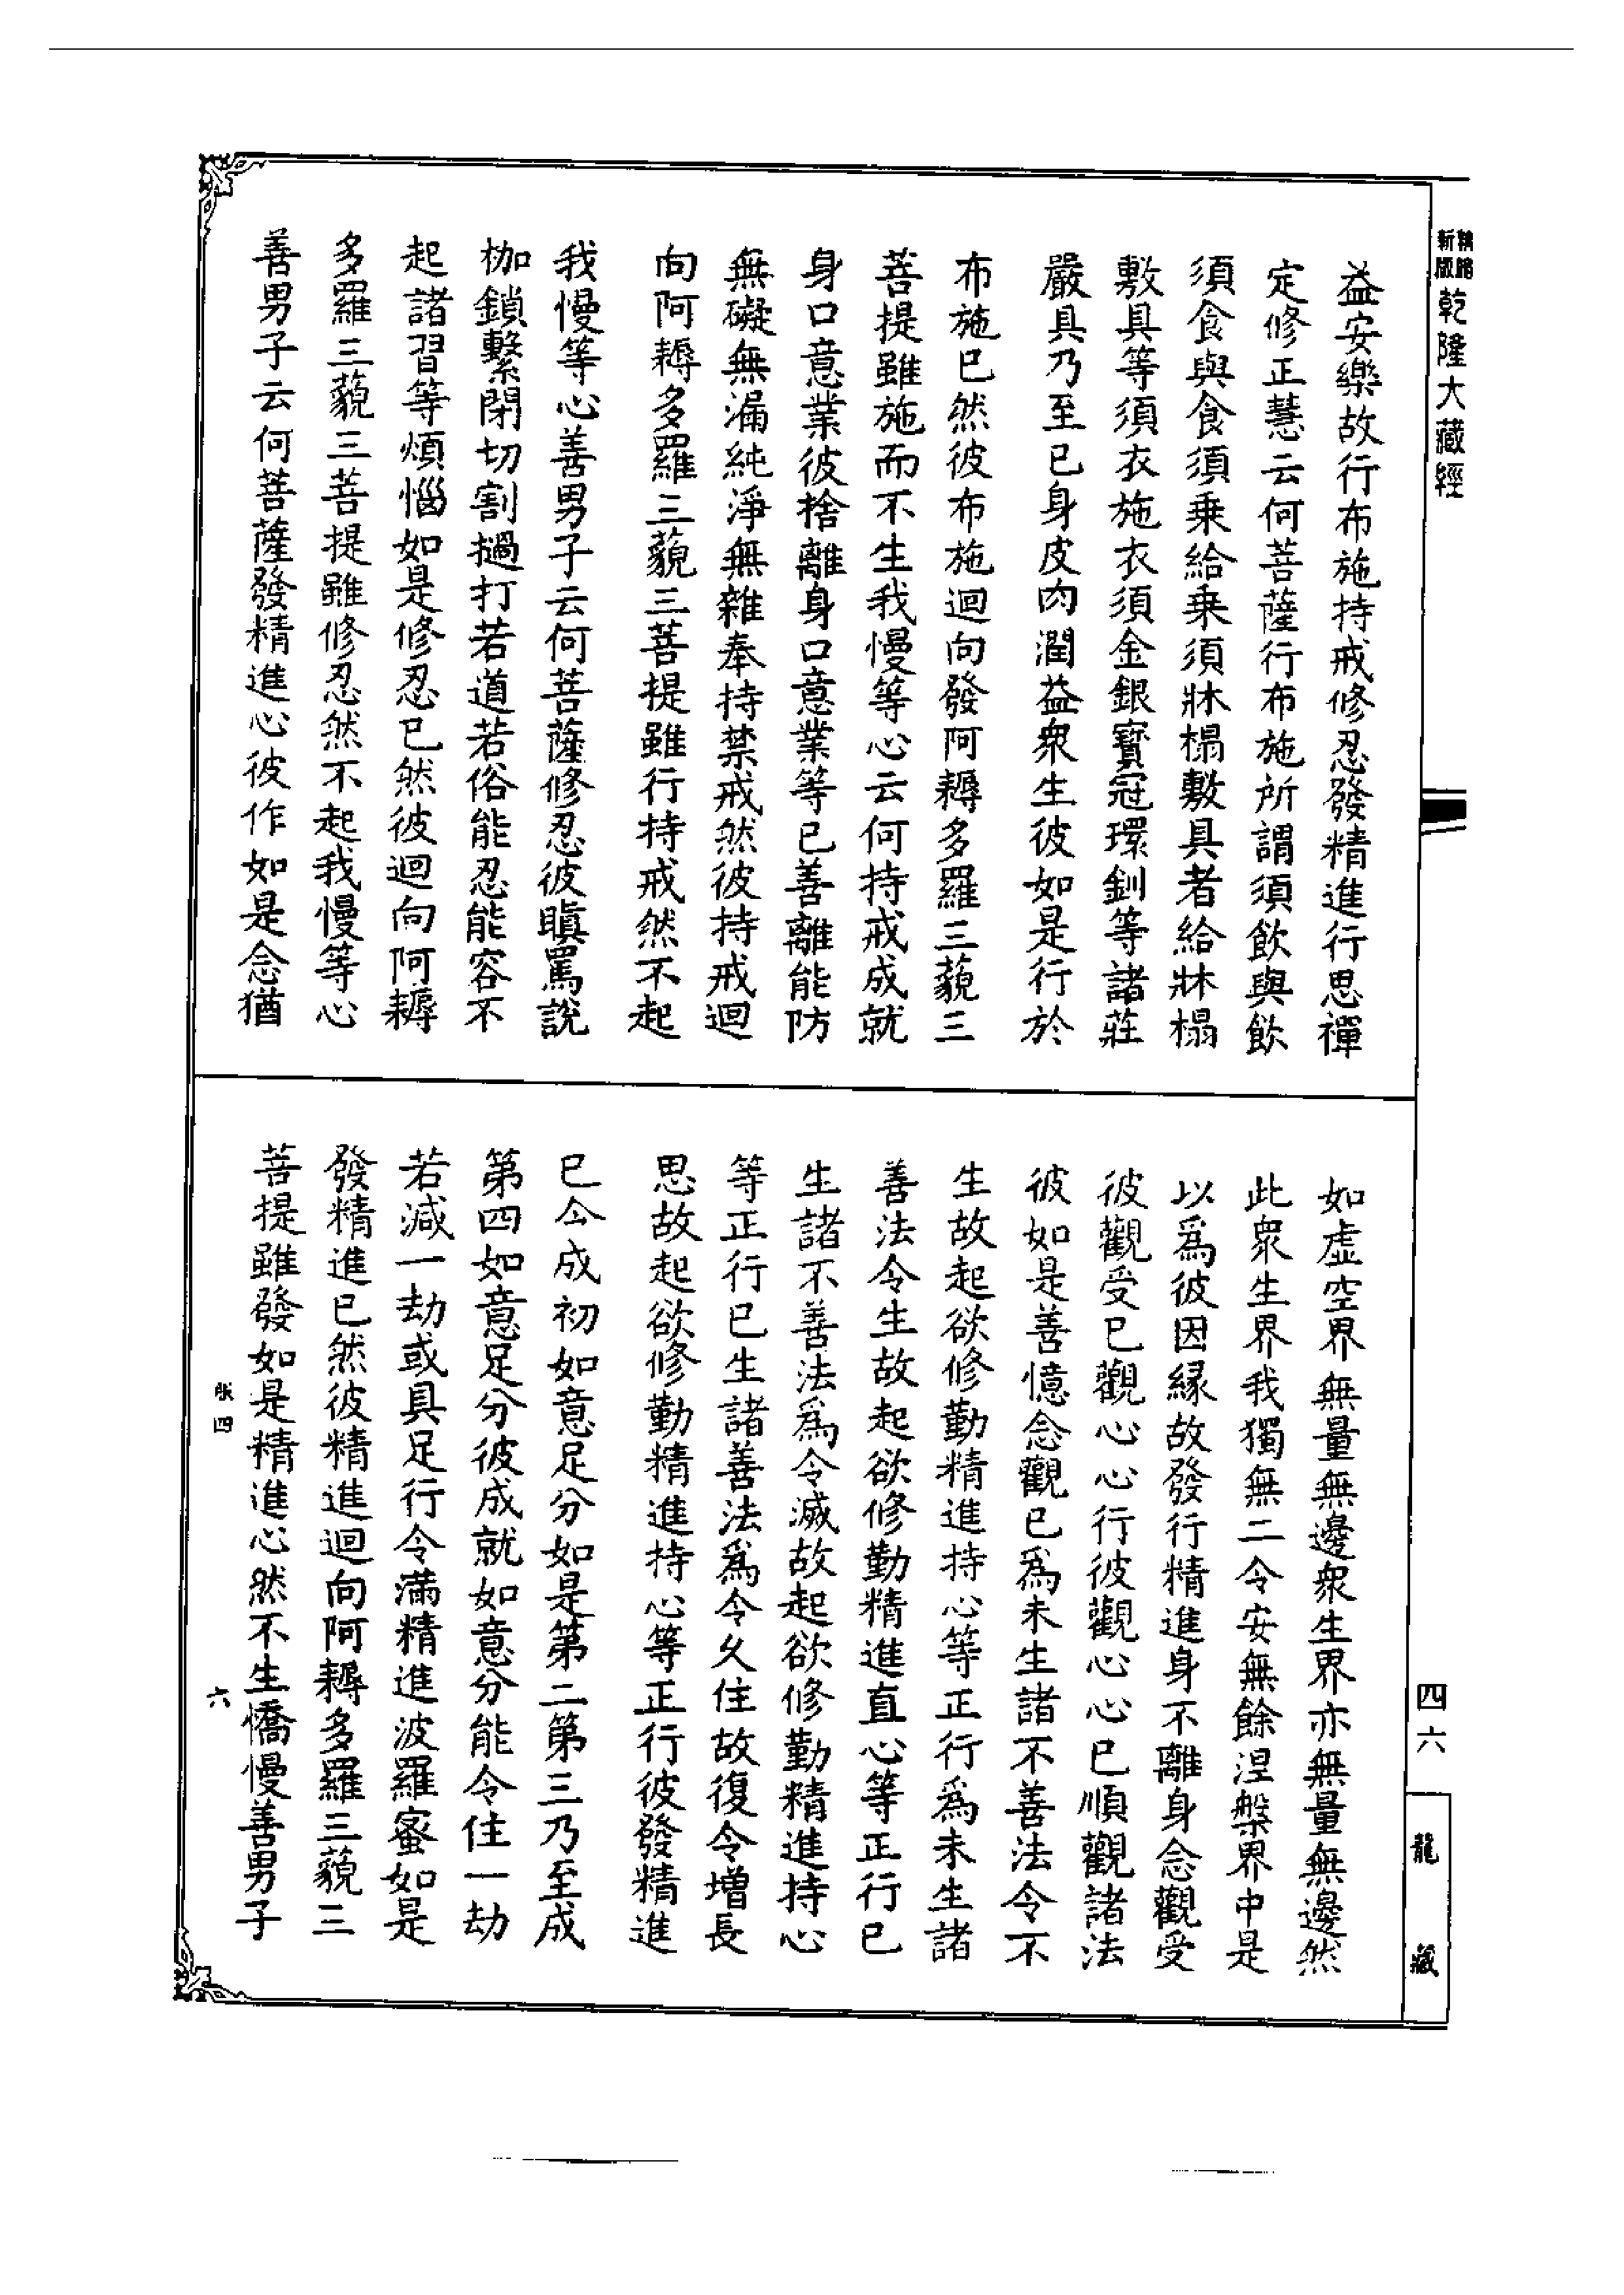 新版
精縮
乾隆大藏經
益安樂故行布施持戒修忍發精進行思禪
定修正慧云何菩薩行布施所謂須飲與飲
須食與食須乗給乗須牀榻敷具者給牀榻
敷具等須衣施衣須金銀寶冠環釧等諸莊
嚴具乃至已身皮肉潤益衆生彼如是行於
布施已然彼布施迴向發阿耨多羅三藐三
菩提雖施而不生我慢等心云何持戒成就
身口意業彼捨離身口意業等已善離能防
無礙無漏純淨無雜奉持禁戒然彼持戒迴
向阿耨多羅三藐三菩提雖行持戒然不起
我慢等心善男子云何菩薩修忍彼瞋罵說
枷鎖繫閉切割撾打若道若俗能忍能容不
起諸習等煩惱如是修忍已然彼迴向阿耨
多羅三藐三菩提雖修忍然不起我慢等心
善男子云何菩薩發精進心彼作如是念猶
如虛空界無量無邊衆生界亦無量無邊然
此衆生界我獨無二令安無餘涅槃界中是
以爲彼因緣故發行精進身不離身念觀受
彼觀受已觀心心行彼觀心心已順觀諸法
彼如是善憶念觀已爲未生諸不善法令不
生故起欲修勤精進持心等正行爲未生諸
善法令生故起欲修勤精進直心等正行已
生諸不善法爲令滅故起欲修勤精進持心
等正行已生諸善法爲令久住故復令增長
思故起欲修勤精進持心等正行彼發精進
已令成初如意足分如是第二第三乃至成
第四如意足分彼成就如意分能令住一劫
若減一劫或具足行令滿精進波羅蜜如是
發精進已然彼精進迴向阿耨多羅三藐三
菩提雖發如是精進心然不生憍慢善男子
四 六
六
四六
龍藏